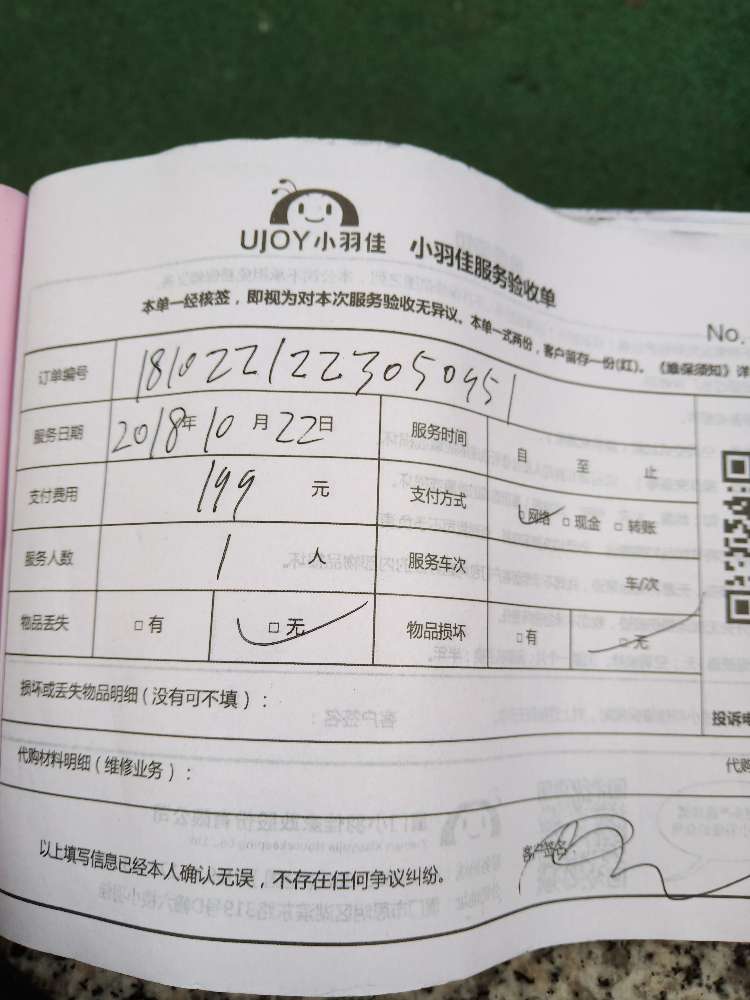 UJOY小羽佳 小羽佳服务验收单
本单一经核签，即视为对本次服务验收无异议。本单一式两份，客户留存一份(红)。《维保须知》详
No.
订单编号 1810221223050951
服务日期 2018年10月22日 服务时间 自 至 止
支付费用 199 元 支付方式 □网络 □现金 □转账
服务人数 1 人 服务车次 车/次
物品丢失 □有 □无 物品损坏 □有 □无
损坏或丢失物品明细（没有可不填）：
投诉电
代购材料明细（维修业务）：
代购
以上填写信息已经本人确认无误，不存在任何争议纠纷。
客户签名：